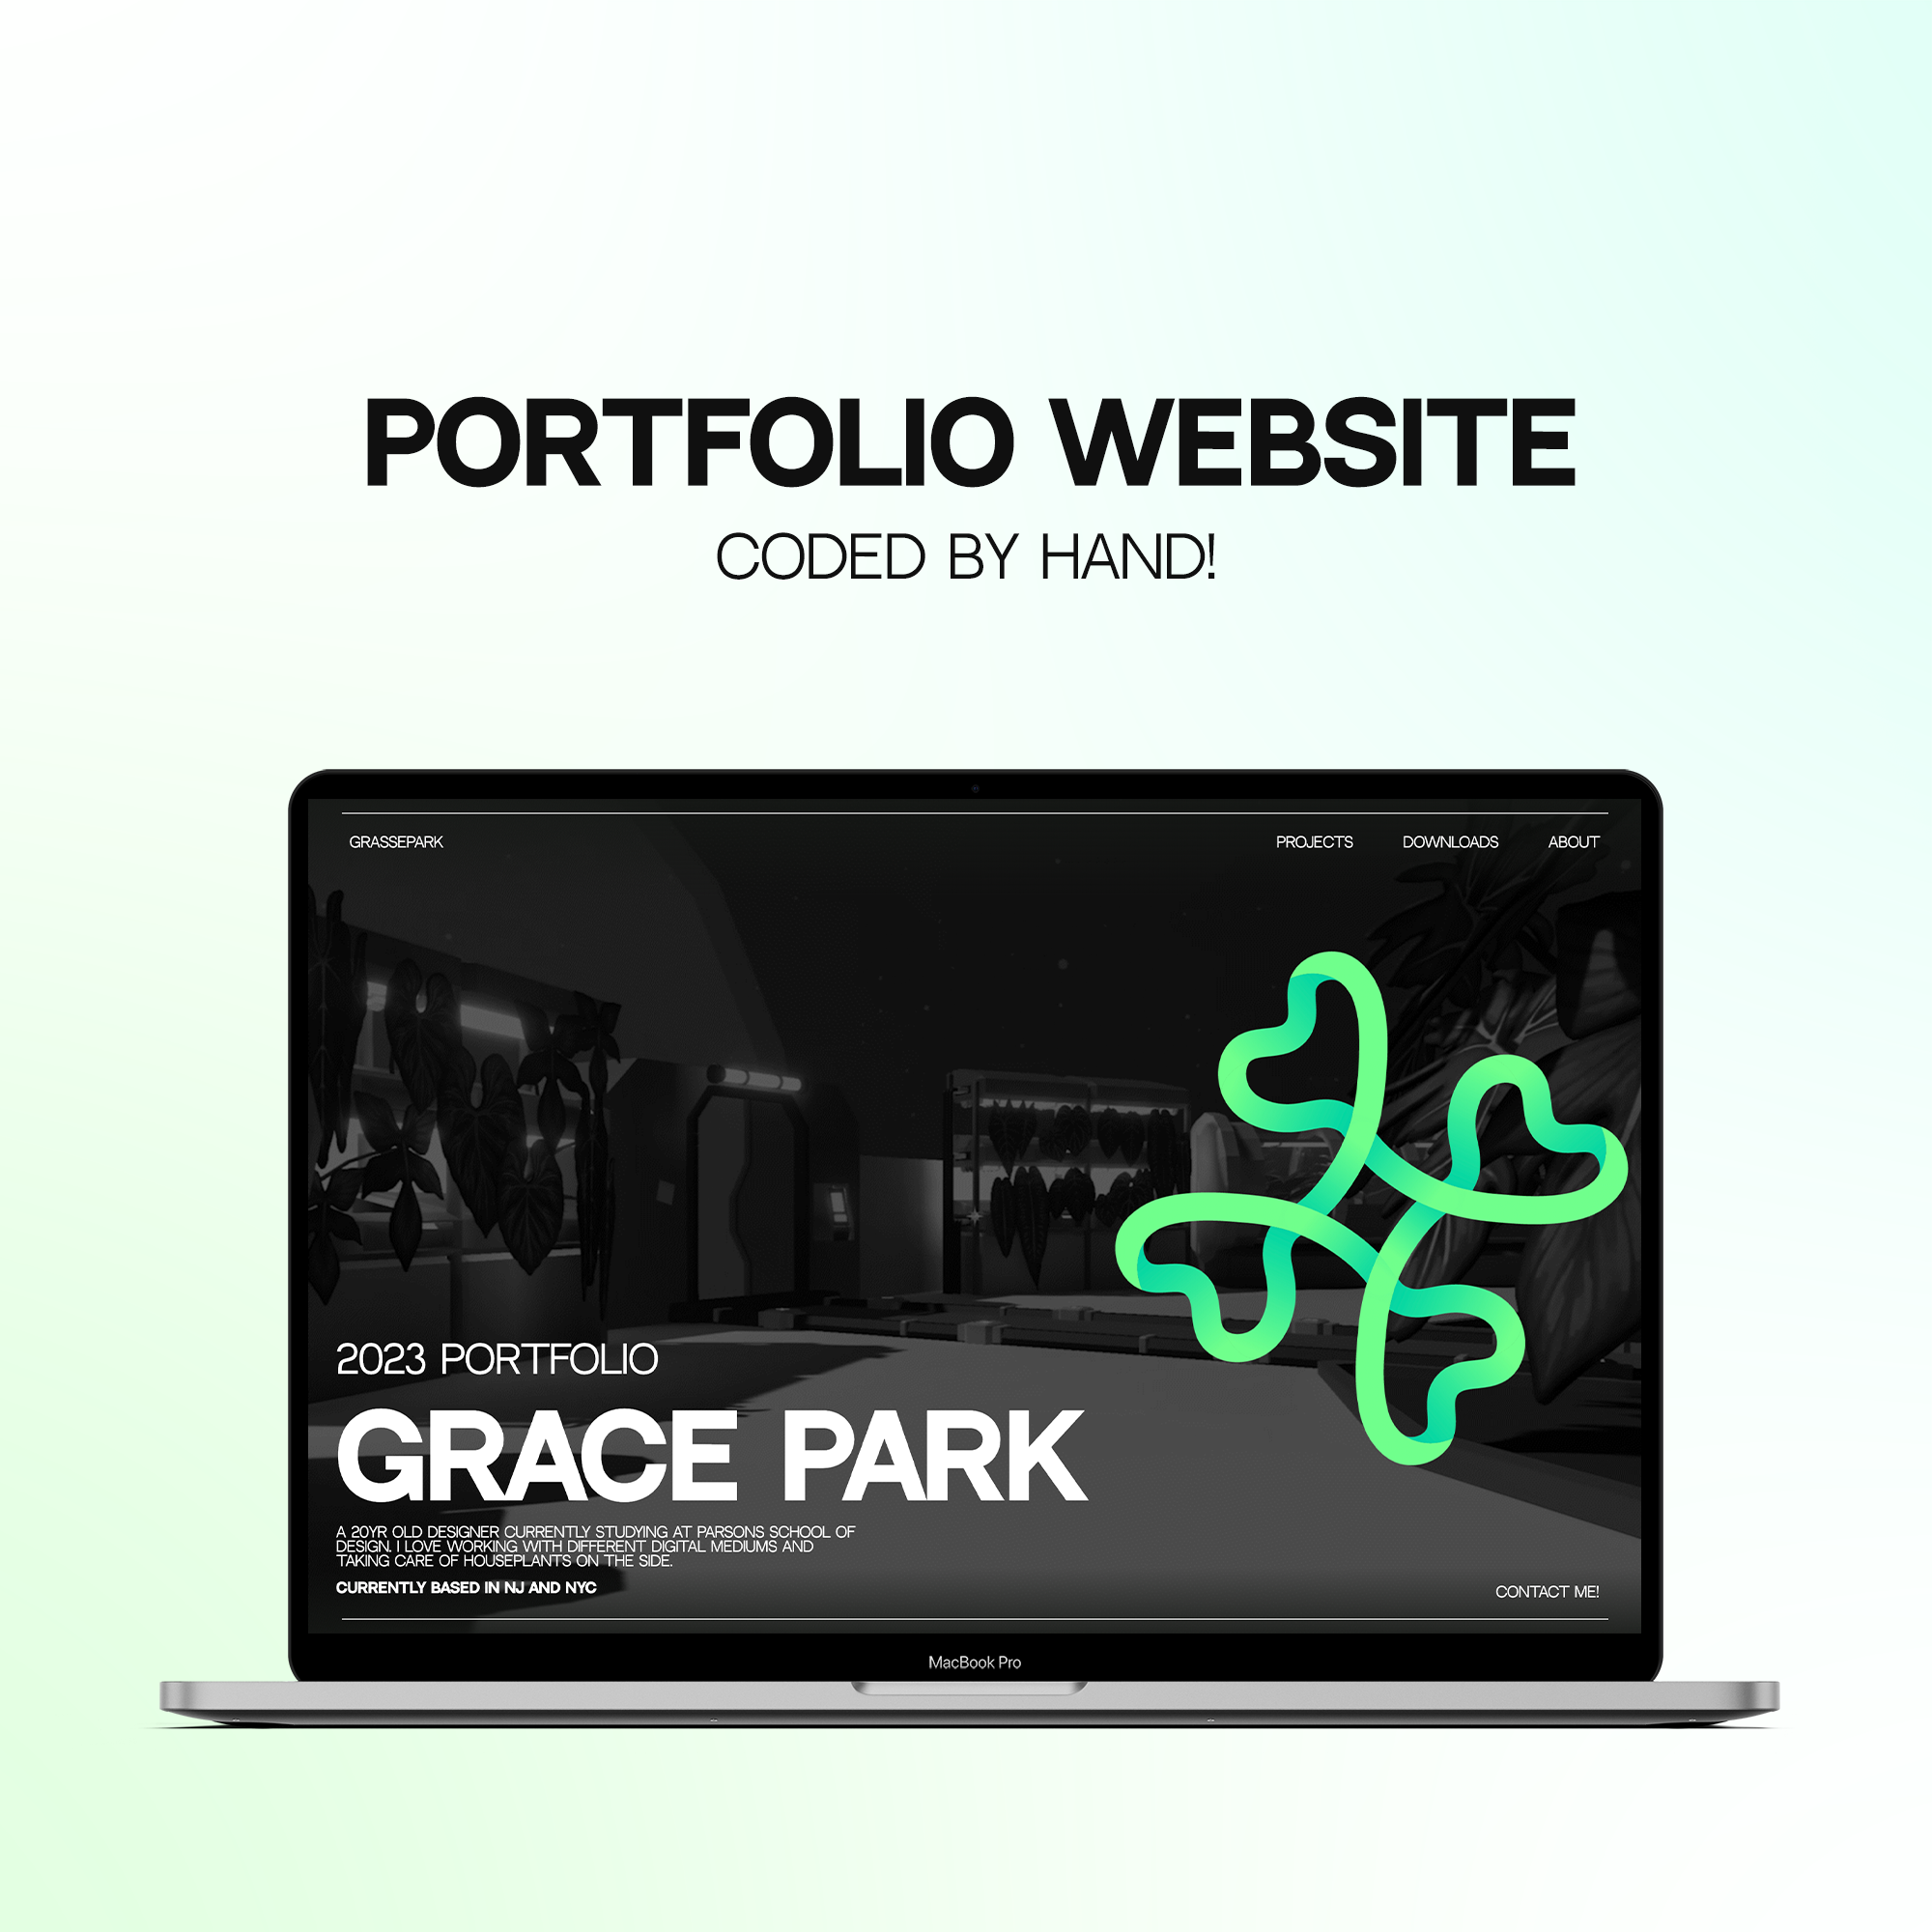 PORTFOLIO WEBSITE
CODED BY HAND!
GRASSEPARK
PROJECTS
DOWNLOADS
ABOUT
2023 PORTFOLIO
GRACE PARK
A 20YR OLD DESIGNER CURRENTLY STUDYING AT PARSONS SCHOOL OF
DESIGN. I LOVE WORKING WITH DIFFERENT DIGITAL MEDIUMS AND
TAKING CARE OF HOUSEPLANTS ON THE SIDE.
CURRENTLY BASED IN NJ AND NYC
CONTACT ME!
MacBook Pro